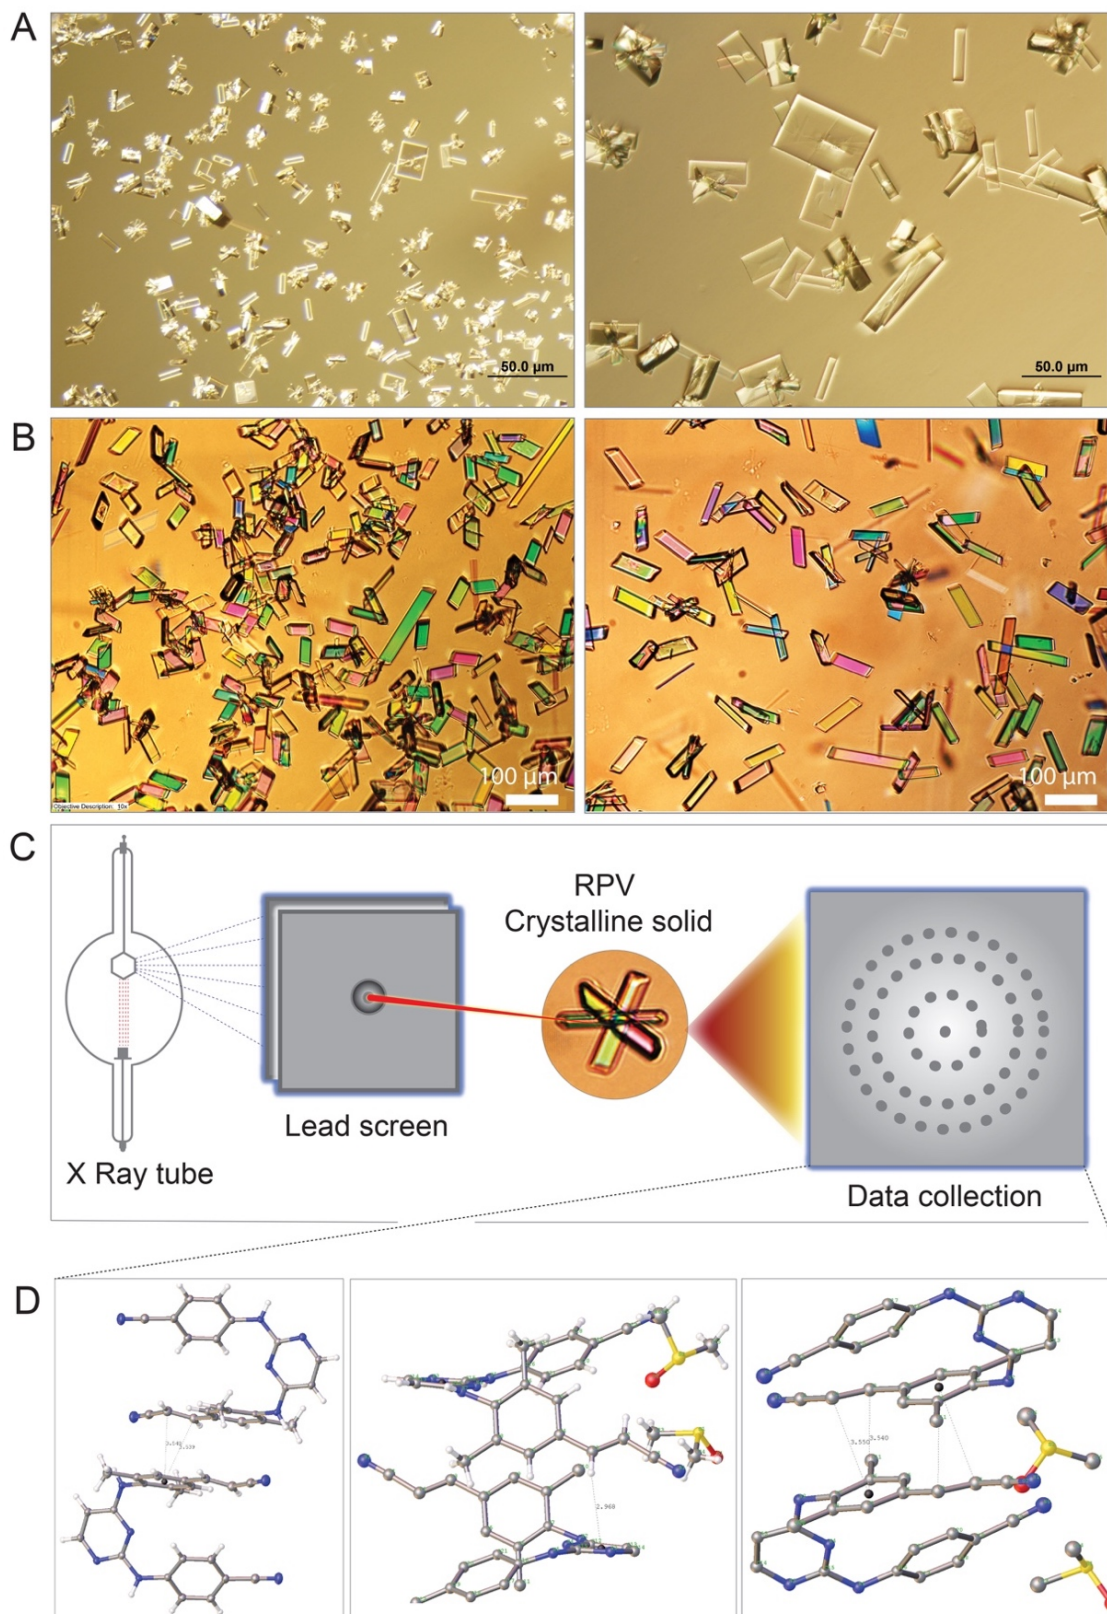 A
50.0 µm
50.0 µm
B
100 µm
100 µm
Objective Description: 10x
C
RPV
Crystalline solid
Lead screen
X Ray tube
Data collection
D
2.968
3.550
3.540